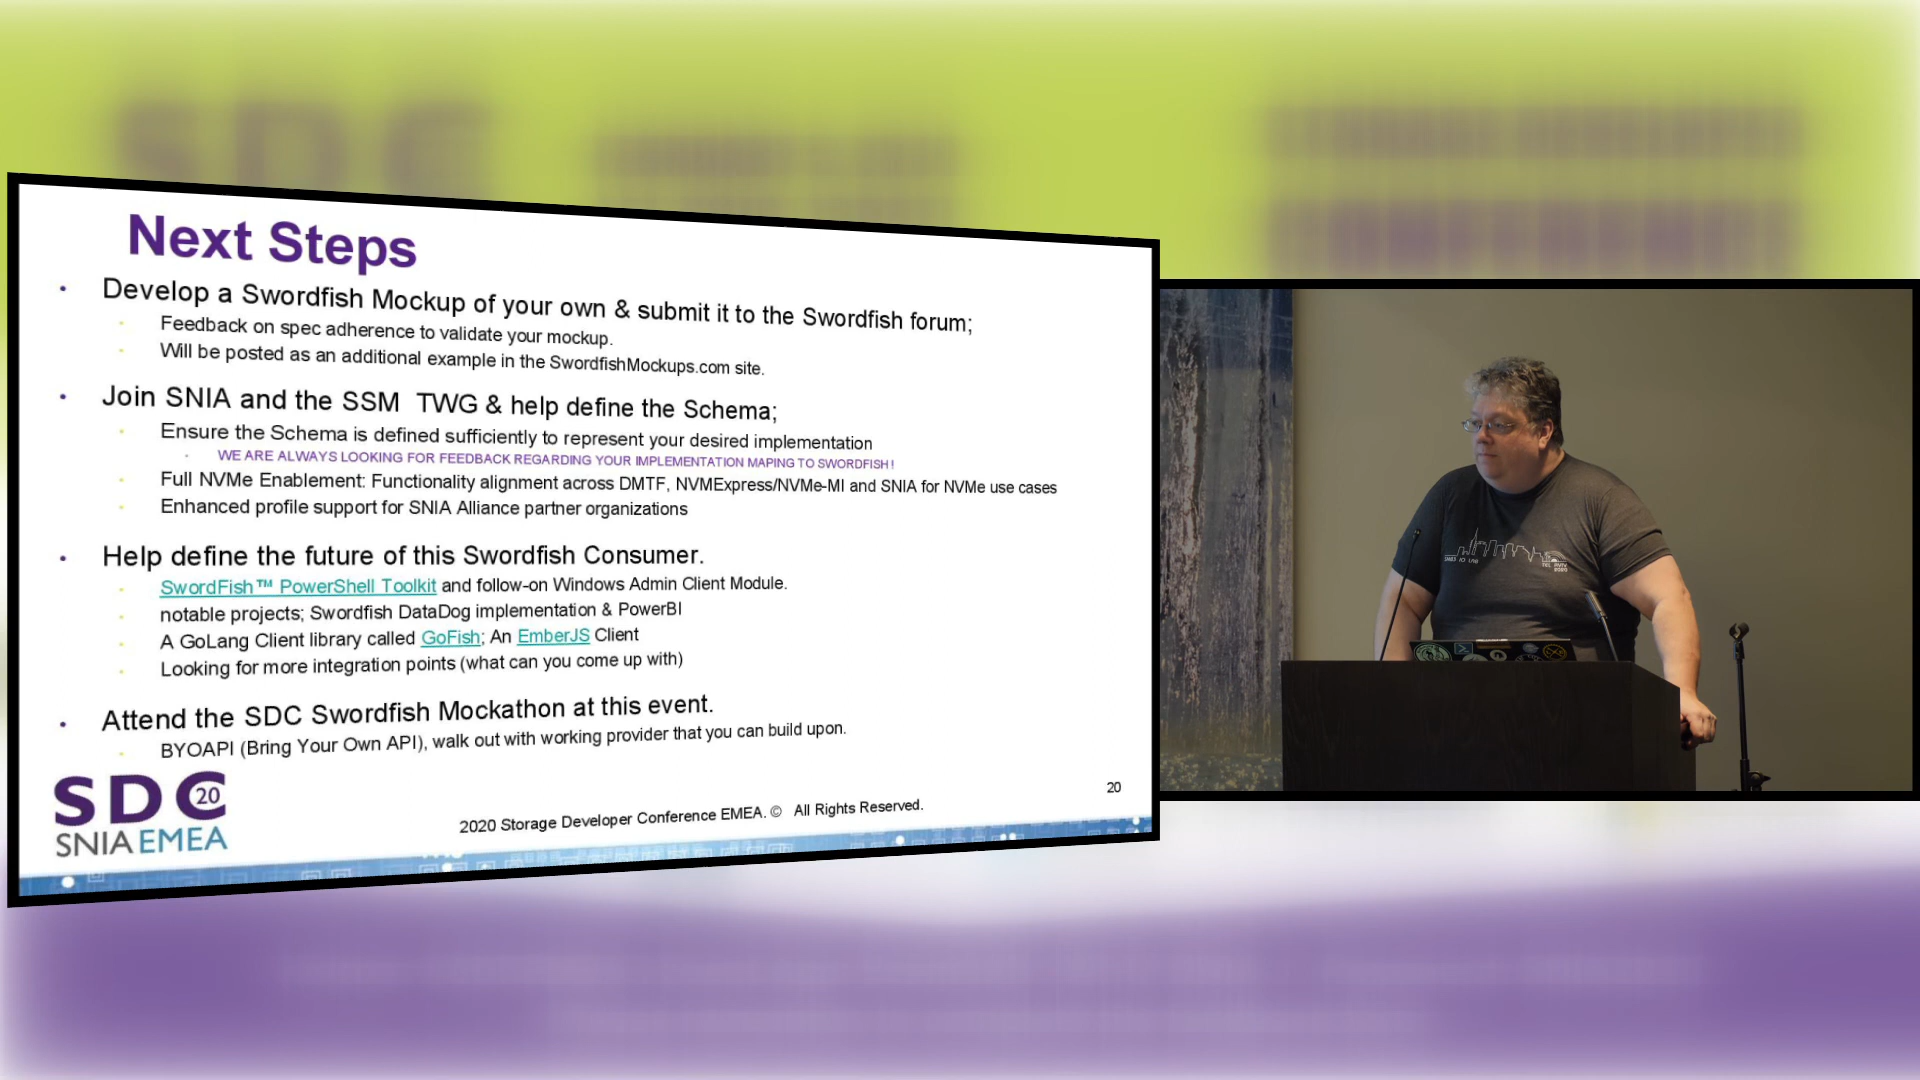 Next Steps
• Develop a Swordfish Mockup of your own & submit it to the Swordfish forum;
• Feedback on spec adherence to validate your mockup.
• Will be posted as an additional example in the SwordfishMockups.com site.
• Join SNIA and the SSM TWG & help define the Schema;
• Ensure the Schema is defined sufficiently to represent your desired implementation
• WE ARE ALWAYS LOOKING FOR FEEDBACK REGARDING YOUR IMPLEMENTATION MAPING TO SWORDFISH!
• Full NVMe Enablement: Functionality alignment across DMTF, NVMExpress/NVMe-MI and SNIA for NVMe use cases
• Enhanced profile support for SNIA Alliance partner organizations
• Help define the future of this Swordfish Consumer.
• SwordFish™ PowerShell Toolkit and follow-on Windows Admin Client Module.
• notable projects; Swordfish DataDog implementation & PowerBI
• A GoLang Client library called GoFish; An EmberJS Client
• Looking for more integration points (what can you come up with)
• Attend the SDC Swordfish Mockathon at this event.
• BYOAPI (Bring Your Own API), walk out with working provider that you can build upon.
SDC 20
SNIA EMEA
2020 Storage Developer Conference EMEA. © All Rights Reserved.
20
SMB3 IO LAB
TEL AVIV
2020